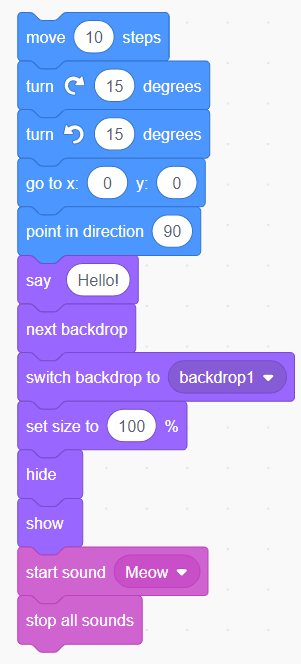 move 10 steps
turn 15 degrees
turn 15 degrees
go to x: 0 y: 0
point in direction 90
say Hello!
next backdrop
switch backdrop to backdrop1
set size to 100 %
hide
show
start sound Meow
stop all sounds